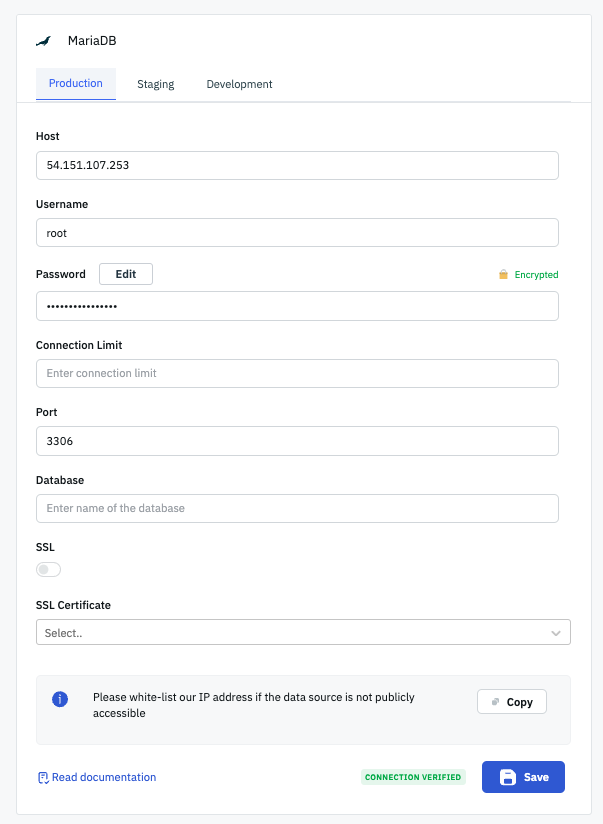 MariaDB
Production Staging Development
Host
54.151.107.253
Username
root
Password Edit Encrypted
••••••••••••••••
Connection Limit
Enter connection limit
Port
3306
Database
Enter name of the database
SSL
SSL Certificate
Select..
Please white-list our IP address if the data source is not publicly
accessible
Copy
Read documentation CONNECTION VERIFIED Save